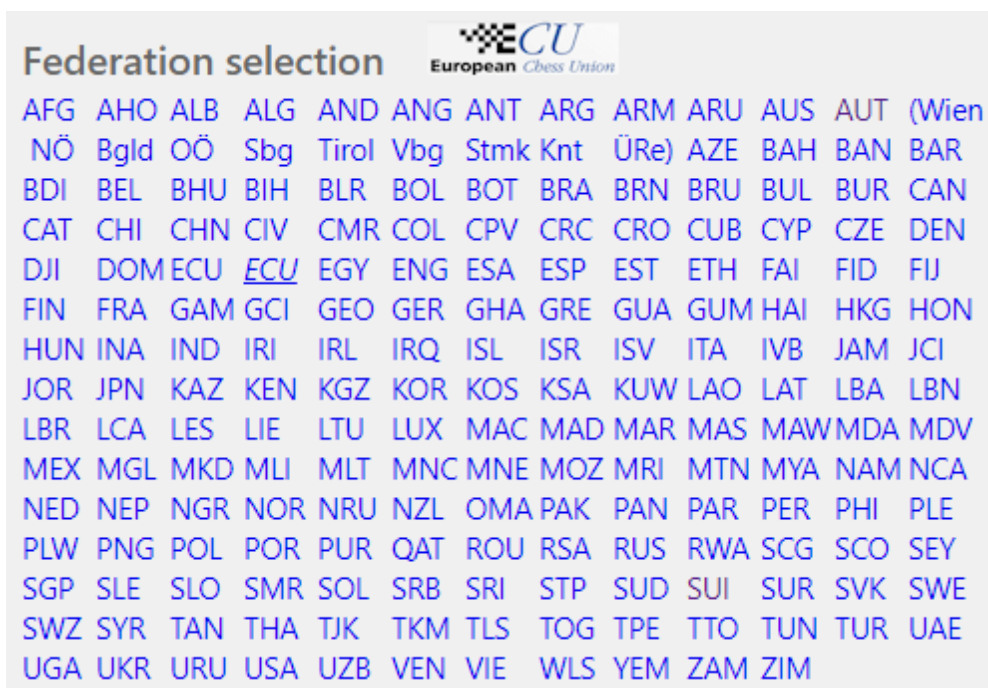 Federation selection ECU
European Chess Union
AFG AHO ALB ALG AND ANG ANT ARG ARM ARU AUS AUT (Wien
NÖ Bgld OÖ Sbg Tirol Vbg Stmk Knt ÜRe) AZE BAH BAN BAR
BDI BEL BHU BIH BLR BOL BOT BRA BRN BRU BUL BUR CAN
CAT CHI CHN CIV CMR COL CPV CRC CRO CUB CYP CZE DEN
DJI DOM ECU ECU EGY ENG ESA ESP EST ETH FAI FID FIJ
FIN FRA GAM GCI GEO GER GHA GRE GUA GUM HAI HKG HON
HUN INA IND IRI IRL IRQ ISL ISR ISV ITA IVB JAM JCI
JOR JPN KAZ KEN KGZ KOR KOS KSA KUW LAO LAT LBA LBN
LBR LCA LES LIE LTU LUX MAC MAD MAR MAS MAW MDA MDV
MEX MGL MKD MLI MLT MNC MNE MOZ MRI MTN MYA NAM NCA
NED NEP NGR NOR NRU NZL OMA PAK PAN PAR PER PHI PLE
PLW PNG POL POR PUR QAT ROU RSA RUS RWA SCG SCO SEY
SGP SLE SLO SMR SOL SRB SRI STP SUD SUI SUR SVK SWE
SWZ SYR TAN THA TJK TKM TLS TOG TPE TTO TUN TUR UAE
UGA UKR URU USA UZB VEN VIE WLS YEM ZAM ZIM